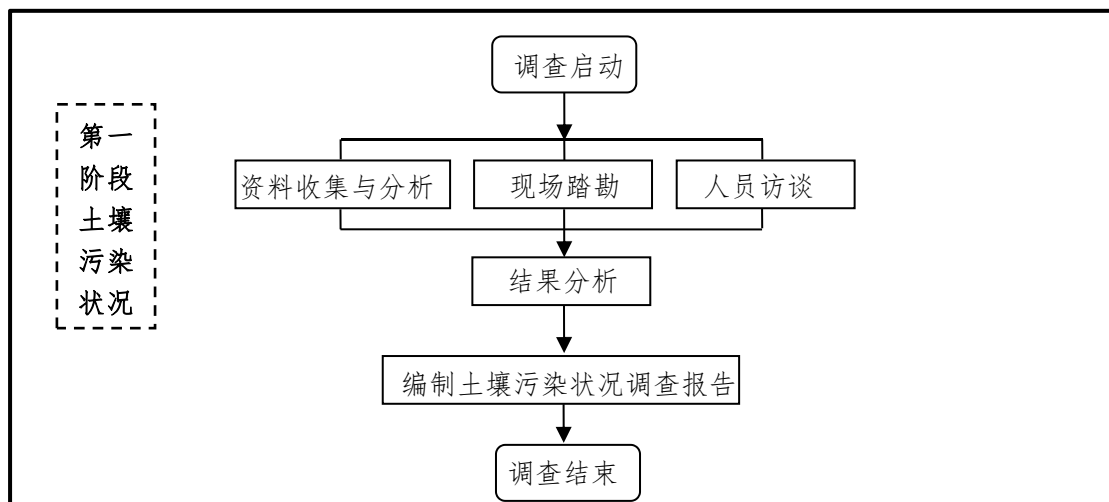 调查启动
第一
阶段
土壤
污染
状况
资料收集与分析
现场踏勘
人员访谈
结果分析
编制土壤污染状况调查报告
调查结束